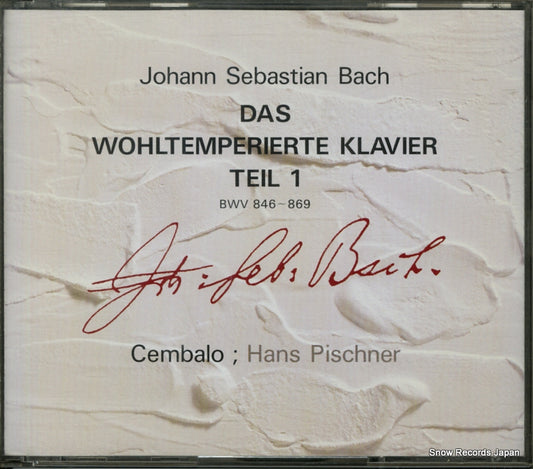 Johann Sebastian Bach
DAS
WOHLTEMPERIERTE KLAVIER
TEIL 1
BWV 846~869
Joh: Seb: Bach.
Cembalo ; Hans Pischner
Snow Records Japan